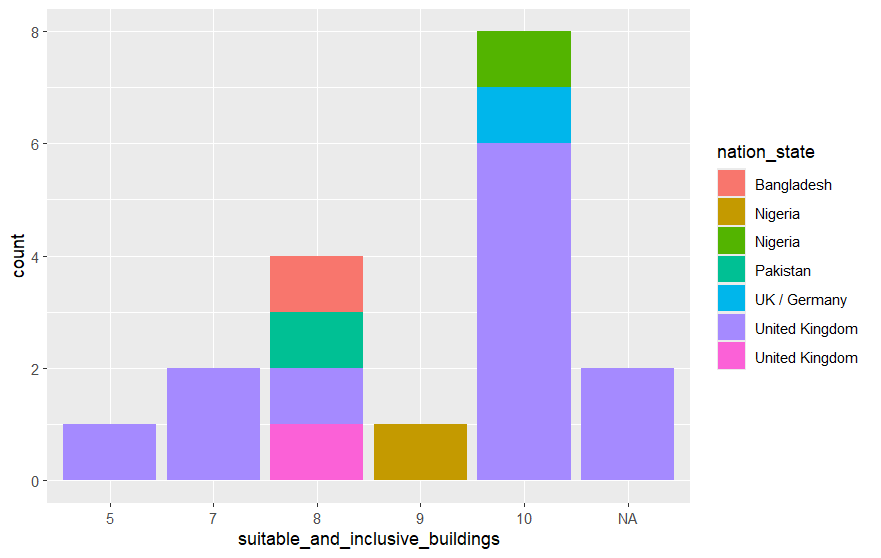 8
6
4
2
0
count
5 7 8 9 10 NA
suitable_and_inclusive_buildings
nation_state
Bangladesh
Nigeria
Nigeria
Pakistan
UK / Germany
United Kingdom
United Kingdom